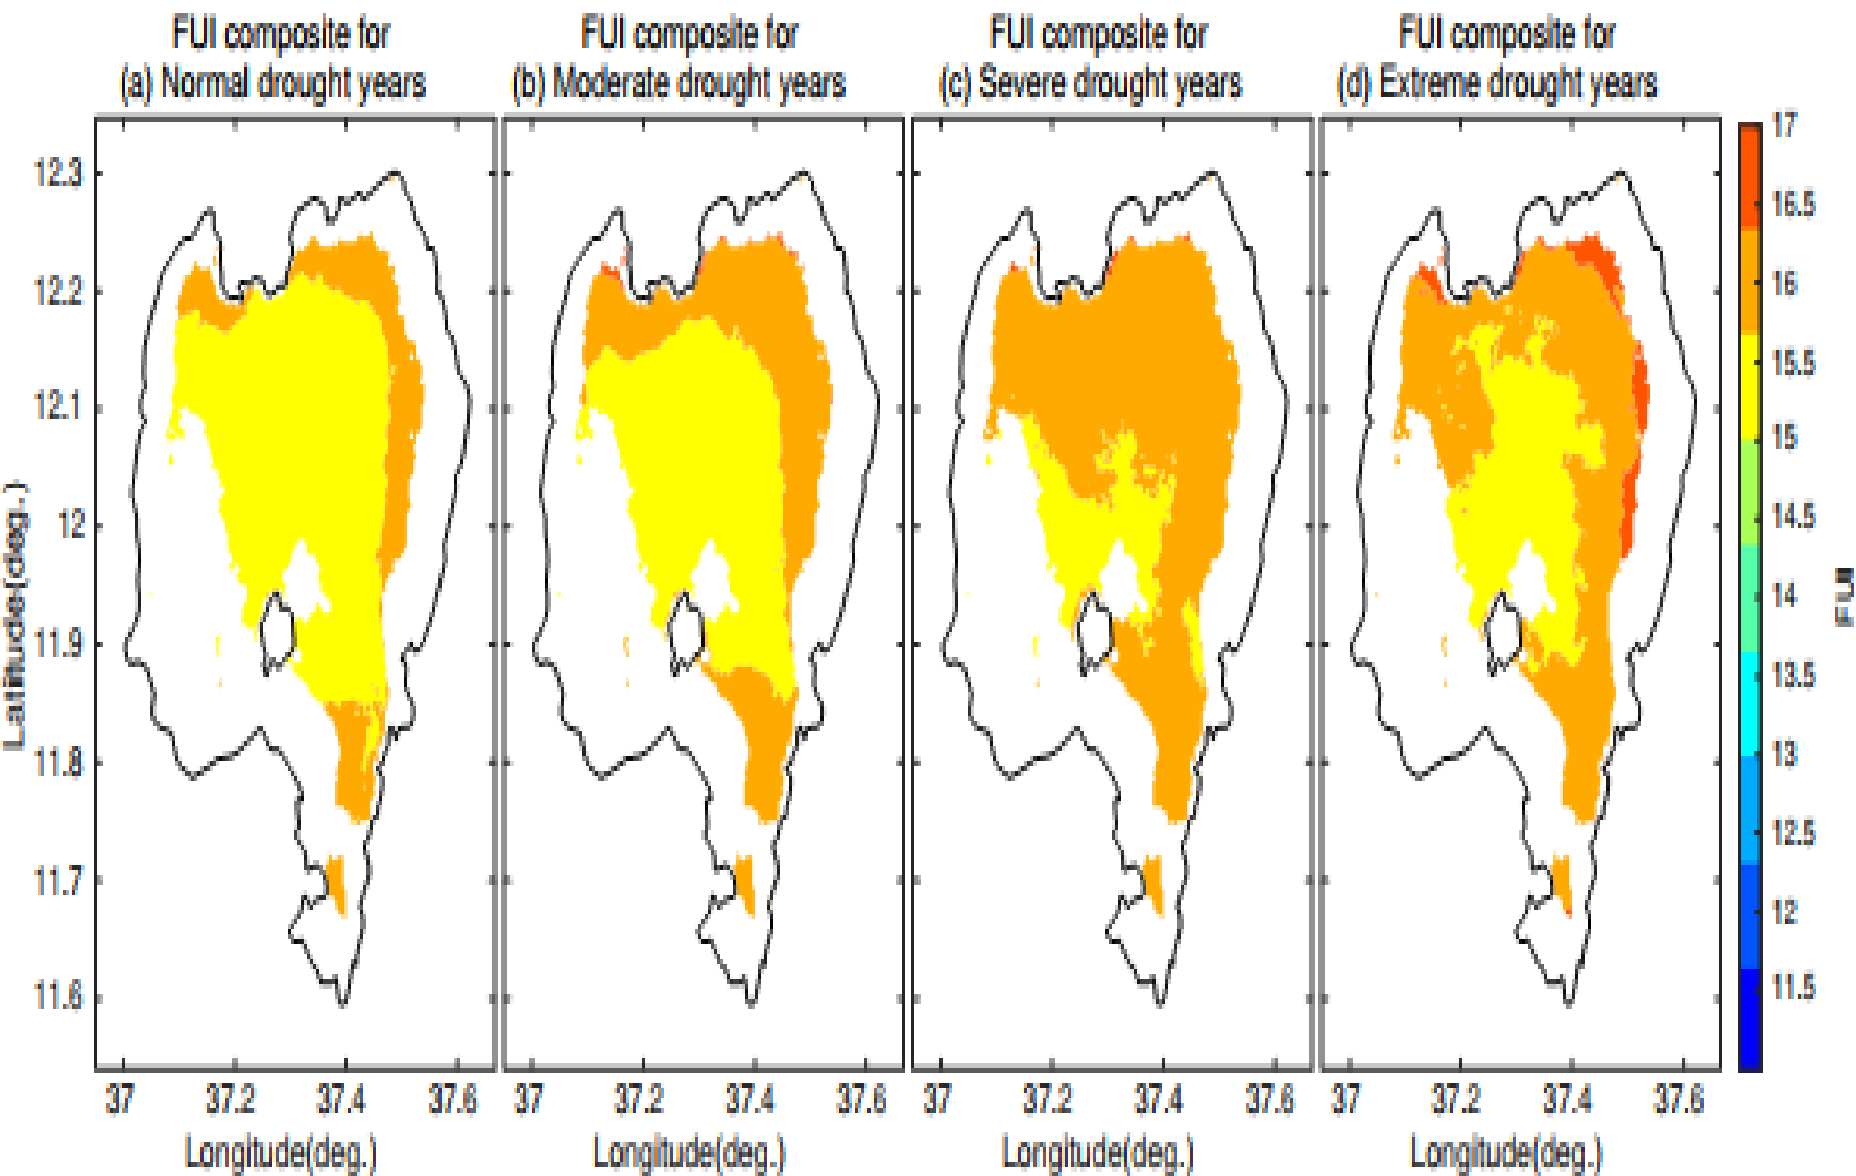 FUI composite for
(a) Normal drought years
FUI composite for
(b) Moderate drought years
FUI composite for
(c) Severe drought years
FUI composite for
(d) Extreme drought years
12.3
12.2
12.1
12
11.9
11.8
11.7
11.6
Latitude(deg.)
37 37.2 37.4 37.6
37 37.2 37.4 37.6
37 37.2 37.4 37.6
37 37.2 37.4 37.6
Longitude(deg.)
Longitude(deg.)
Longitude(deg.)
Longitude(deg.)
17
16.5
16
15.5
15
14.5
14
13.5
13
12.5
12
11.5
FUI